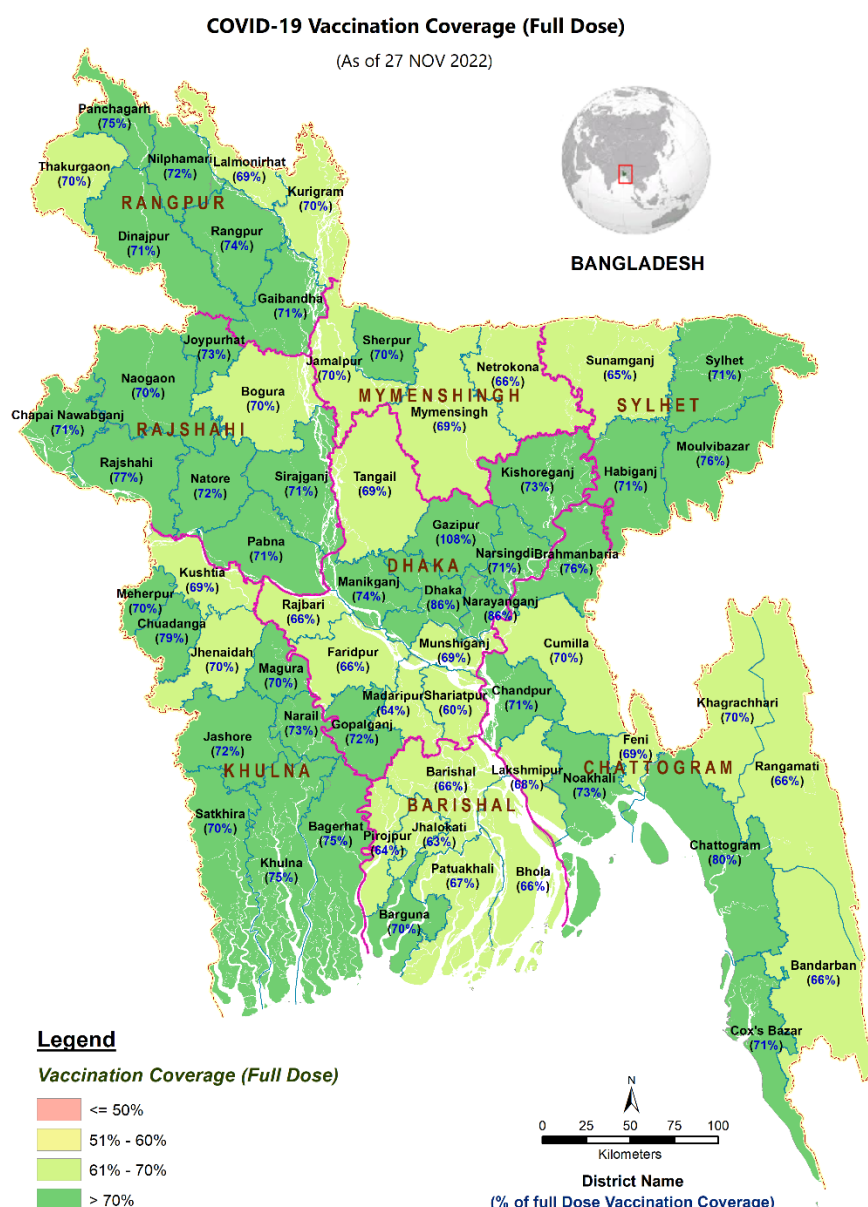 COVID-19 Vaccination Coverage (Full Dose)
(As of 27 NOV 2022)
Panchagarh
(75%)
Thakurgaon
(70%)
Nilphamari
(72%)
Lalmonirhat
(69%)
Kurigram
(70%)
RANGPUR
Dinajpur
(71%)
Rangpur
(74%)
Gaibandha
(71%)
BANGLADESH
Joypurhat
(73%)
Naogaon
(70%)
Bogura
(70%)
Chapai Nawabganj
(71%)
RAJSHAHI
Rajshahi
(77%)
Natore
(72%)
Sirajganj
(71%)
Pabna
(71%)
Jamalpur
(70%)
Sherpur
(70%)
Netrokona
(66%)
MYMENSHINGH
Mymensingh
(69%)
Sunamganj
(65%)
Sylhet
(71%)
SYLHET
Moulvibazar
(76%)
Habiganj
(71%)
Tangail
(69%)
Kishoreganj
(73%)
Gazipur
(108%)
DHAKA
Narsingdi
(71%)
Brahmanbaria
(76%)
Manikganj
(74%)
Dhaka
(86%)
Narayanganj
(86%)
Munshiganj
(69%)
Rajbari
(66%)
Faridpur
(66%)
Madaripur
(64%)
Shariatpur
(60%)
Gopalganj
(72%)
Kushtia
(69%)
Meherpur
(70%)
Chuadanga
(79%)
Jhenaidah
(70%)
Magura
(70%)
Narail
(73%)
Jashore
(72%)
KHULNA
Satkhira
(70%)
Khulna
(75%)
Bagerhat
(75%)
Barishal
(66%)
BARISHAL
Pirojpur
(64%)
Jhalokati
(63%)
Patuakhali
(67%)
Bhola
(66%)
Barguna
(70%)
Cumilla
(70%)
Chandpur
(71%)
Lakshmipur
(68%)
Noakhali
(73%)
Feni
(69%)
CHATTOGRAM
Khagrachhari
(70%)
Rangamati
(66%)
Chattogram
(80%)
Bandarban
(66%)
Cox's Bazar
(71%)
Legend
Vaccination Coverage (Full Dose)
<= 50%
51% - 60%
61% - 70%
> 70%
N
0 25 50 75 100
Kilometers
District Name
(% of full Dose Vaccination Coverage)